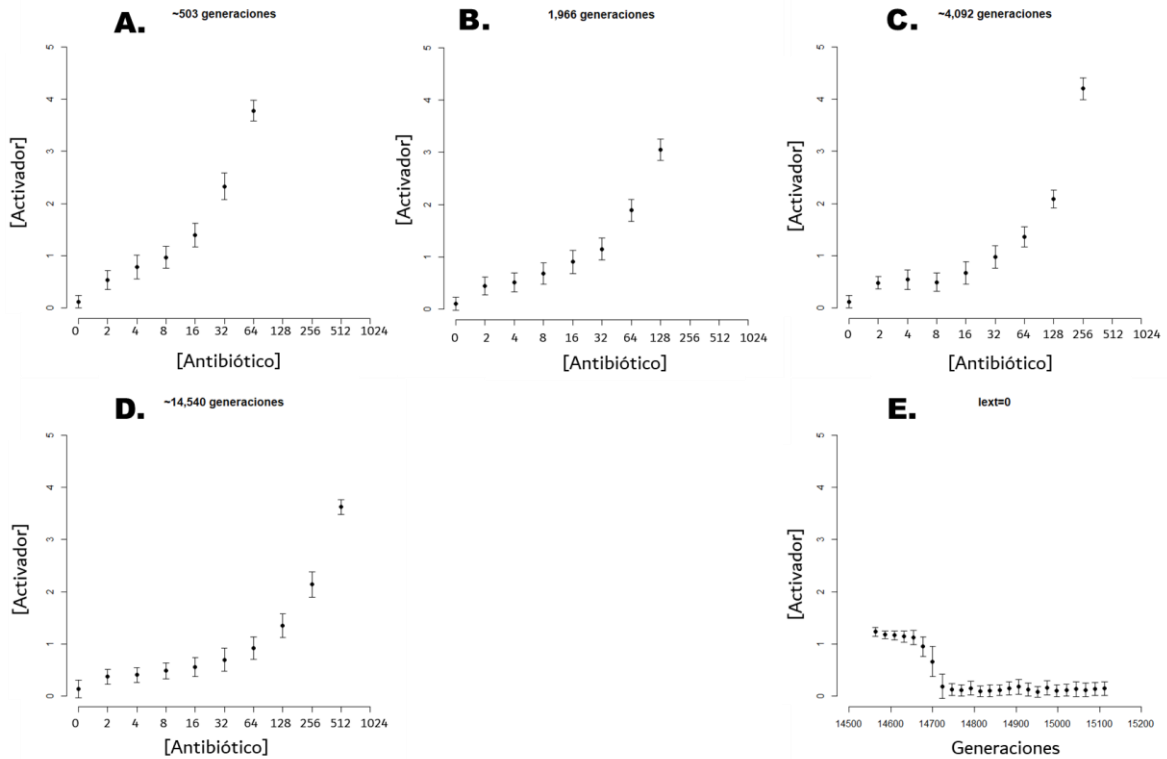 A.
~503 generaciones
5
4
3
2
1
0
[Activador]
0 2 4 8 16 32 64 128 256 512 1024
[Antibiótico]
B.
1,966 generaciones
5
4
3
2
1
0
[Activador]
0 2 4 8 16 32 64 128 256 512 1024
[Antibiótico]
C.
~4,092 generaciones
5
4
3
2
1
0
[Activador]
0 2 4 8 16 32 64 128 256 512 1024
[Antibiótico]
D.
~14,540 generaciones
5
4
3
2
1
0
[Activador]
0 2 4 8 16 32 64 128 256 512 1024
[Antibiótico]
E.
Iext=0
5
4
3
2
1
0
[Activador]
14500 14600 14700 14800 14900 15000 15100 15200
Generaciones